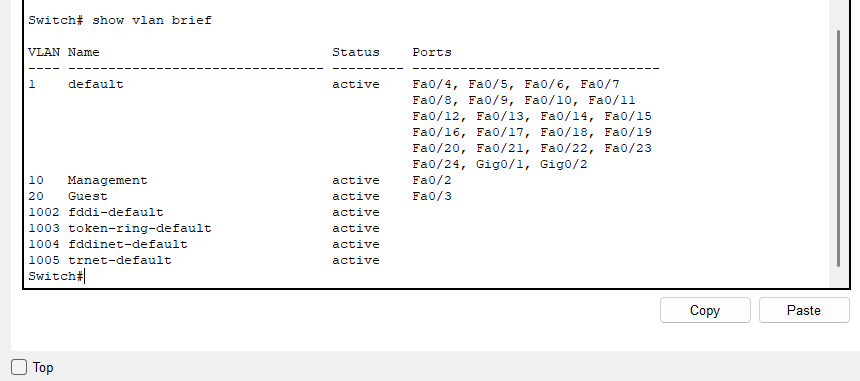 Switch# show vlan brief
VLAN Name                             Status    Ports
---- -------------------------------- --------- -------------------------------
1    default                          active    Fa0/4, Fa0/5, Fa0/6, Fa0/7
                                                Fa0/8, Fa0/9, Fa0/10, Fa0/11
                                                Fa0/12, Fa0/13, Fa0/14, Fa0/15
                                                Fa0/16, Fa0/17, Fa0/18, Fa0/19
                                                Fa0/20, Fa0/21, Fa0/22, Fa0/23
                                                Fa0/24, Gig0/1, Gig0/2
10   Management                       active    Fa0/2
20   Guest                            active    Fa0/3
1002 fddi-default                     active
1003 token-ring-default               active
1004 fddinet-default                  active
1005 trnet-default                    active
Switch#
Copy Paste
Top